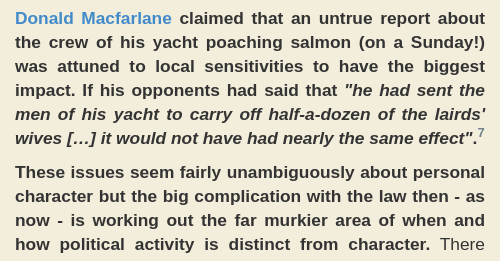 Donald Macfarlane claimed that an untrue report about
the crew of his yacht poaching salmon (on a Sunday!)
was attuned to local sensitivities to have the biggest
impact. If his opponents had said that "he had sent the
men of his yacht to carry off half-a-dozen of the lairds'
wives […] it would not have had nearly the same effect".7
These issues seem fairly unambiguously about personal
character but the big complication with the law then - as
now - is working out the far murkier area of when and
how political activity is distinct from character. There